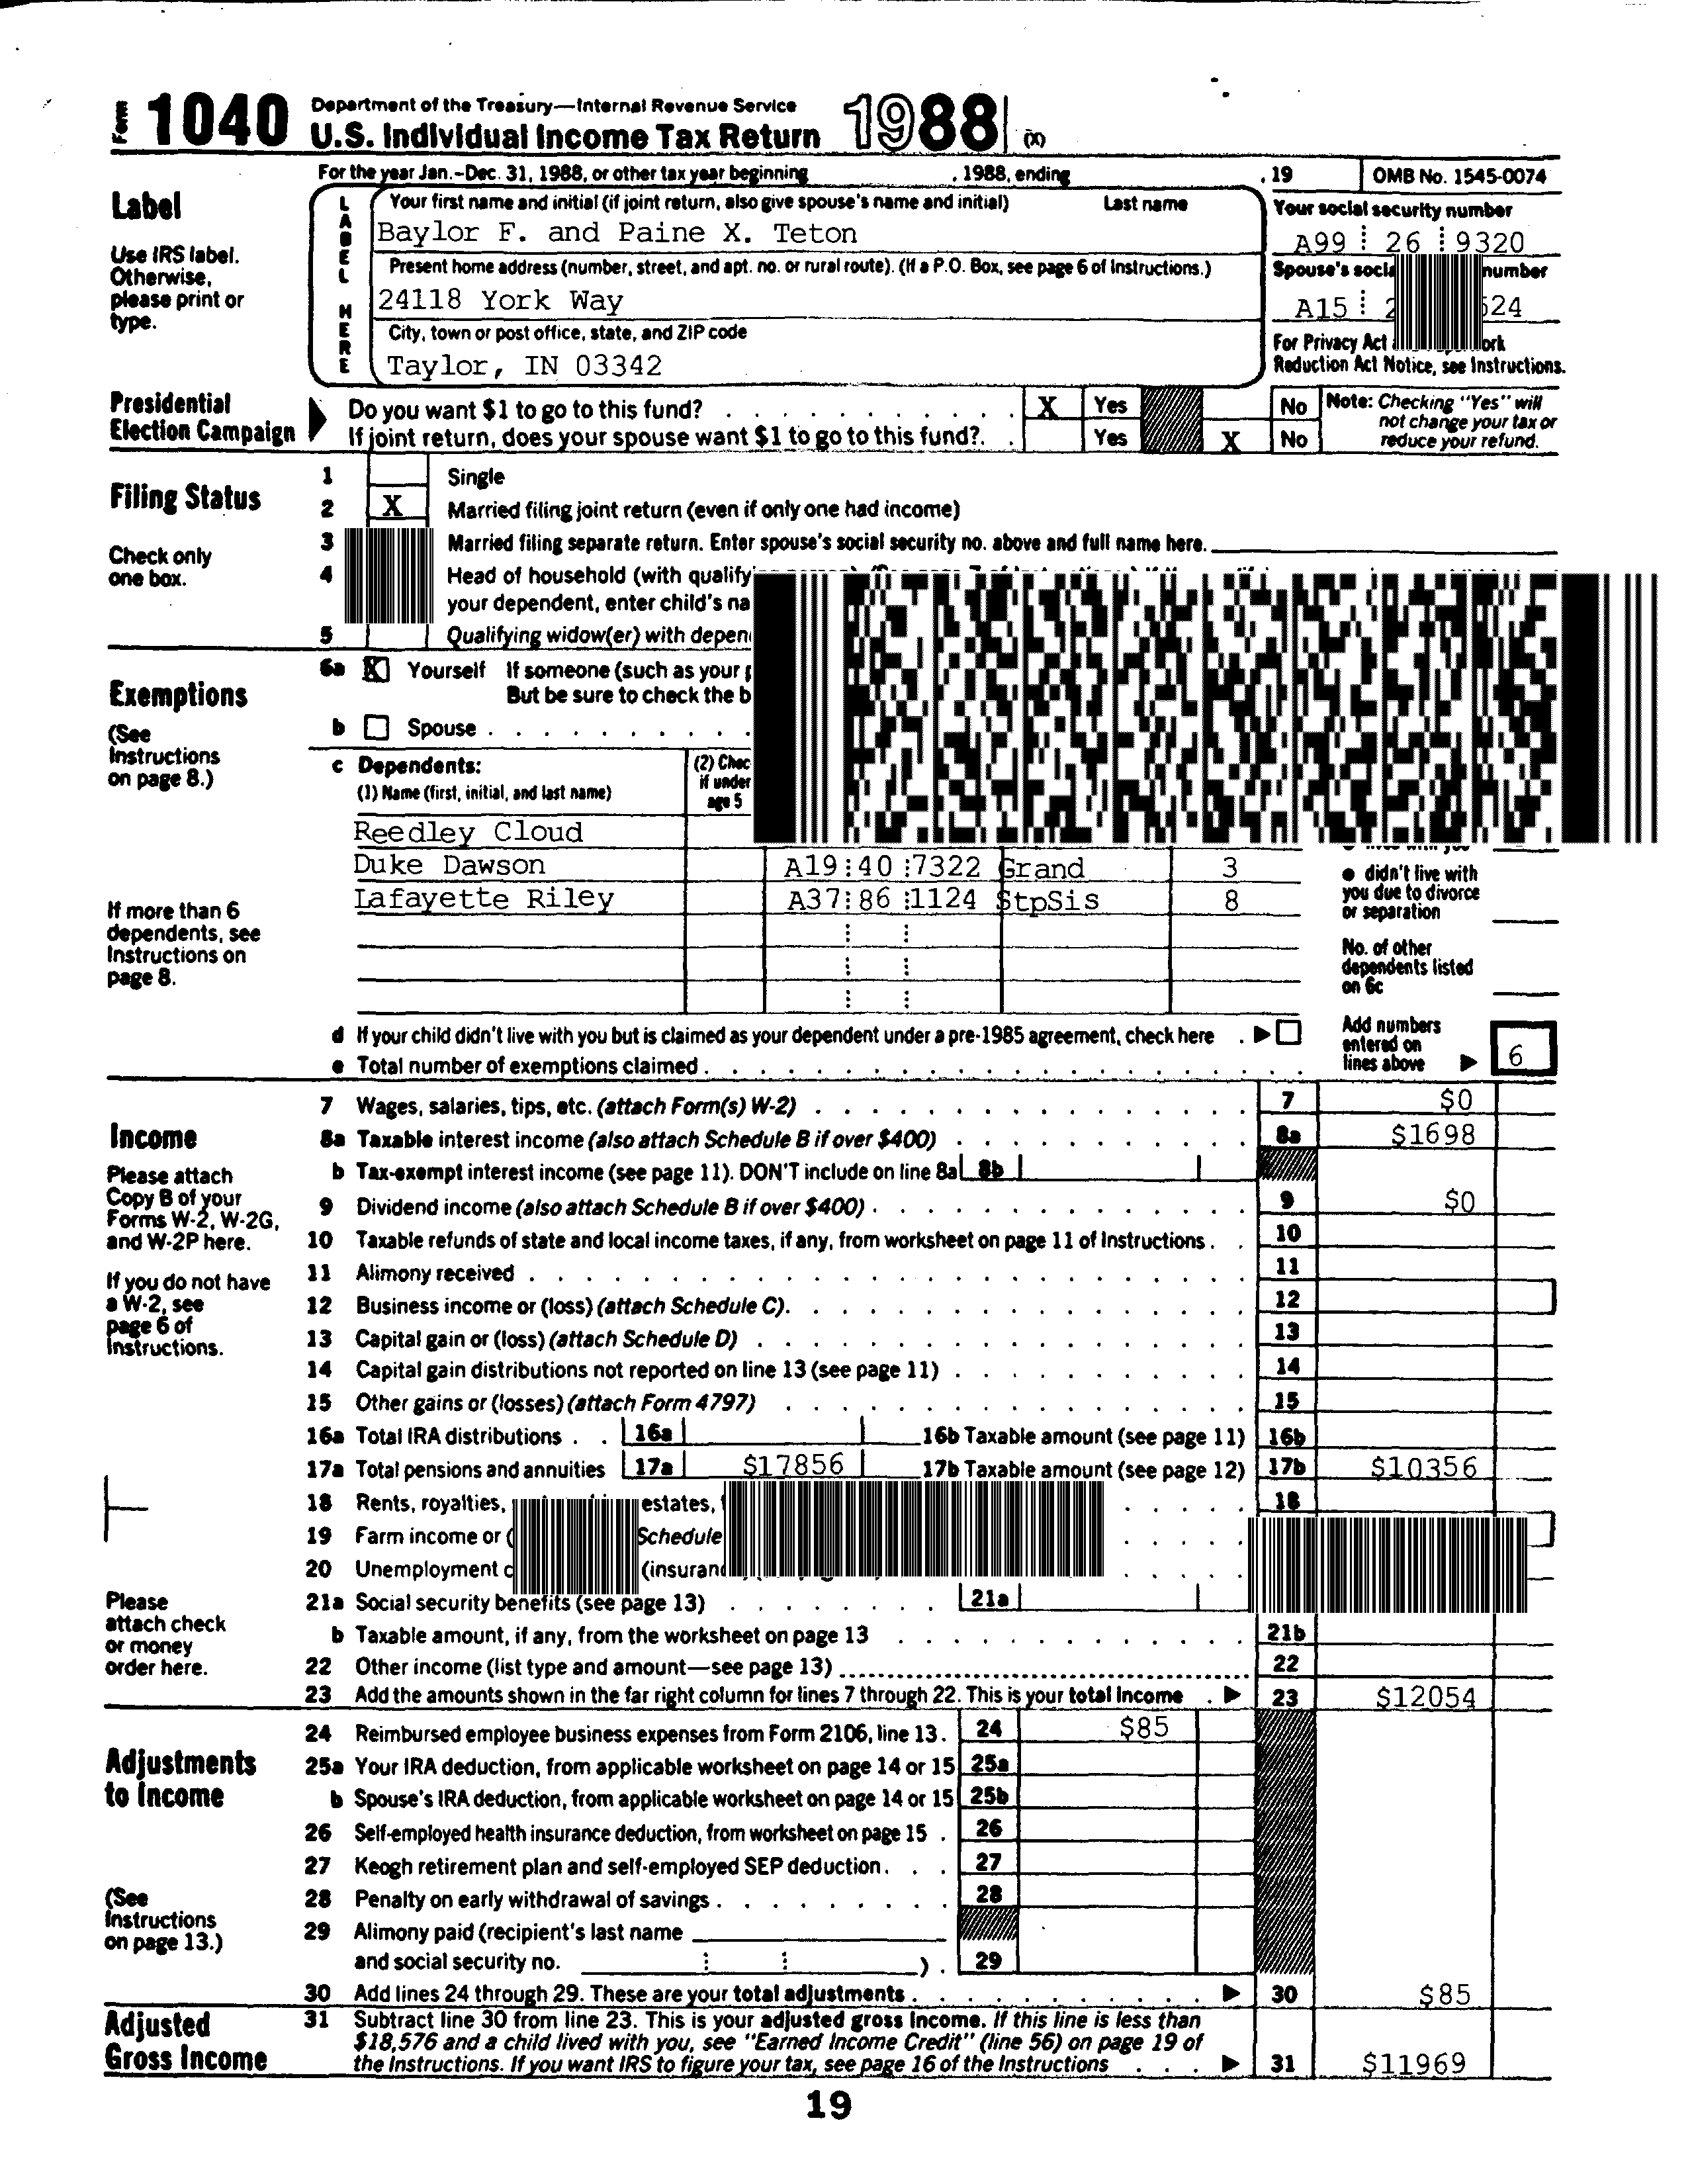 Form 1040 Department of the Treasury—Internal Revenue Service
U.S. Individual Income Tax Return 1988 (X)
For the year Jan.–Dec. 31, 1988, or other tax year beginning , 1988, ending , 19 OMB No. 1545-0074
Label
Use IRS label. Otherwise, please print or type.
LABEL HERE
Your first name and initial (if joint return, also give spouse's name and initial) Last name
Baylor F. and Paine X. Teton
Your social security number
A99 26 9320
Present home address (number, street, and apt. no. or rural route). (If a P.O. Box, see page 6 of Instructions.)
24118 York Way
Spouse's number
A15
City, town or post office, state, and ZIP code
Taylor, IN 03342
For Privacy Act
Reduction Act Notice, see Instructions.
Presidential Election Campaign
Do you want $1 to go to this fund? X Yes No
If joint return, does your spouse want $1 to go to this fund? Yes X No
Note: Checking "Yes" will not change your tax or reduce your refund.
Filing Status
Check only one box.
1 Single
2 X Married filing joint return (even if only one had income)
3 Married filing separate return. Enter spouse's social security no. above and full name here.
4 Head of household (with
your dependent, enter child's
5 Qualifying widow(er) with
Exemptions
(See Instructions on page 8.)
6a X Yourself If someone (such as your
But be sure to check the
b Spouse
c Dependents:
(1) Name (first, initial, and last name)
(2) if under age 5
Reedley Cloud
Duke Dawson A19 40 7322 Grand 3
Lafayette Riley A37 86 1124 StpSis 8
If more than 6 dependents, see Instructions on page 8.
● didn't live with you due to divorce or separation
No. of other dependents listed on 6c
d If your child didn't live with you but is claimed as your dependent under a pre-1985 agreement, check here
e Total number of exemptions claimed
Add numbers entered on lines above 6
Income
Please attach Copy B of your Forms W-2, W-2G, and W-2P here.
If you do not have a W-2, see page 6 of Instructions.
Please attach check or money order here.
7 Wages, salaries, tips, etc. (attach Form(s) W-2) 7 $0
8a Taxable interest income (also attach Schedule B if over $400) 8a $1698
b Tax-exempt interest income (see page 11). DON'T include on line 8a 8b
9 Dividend income (also attach Schedule B if over $400) 9 $0
10 Taxable refunds of state and local income taxes, if any, from worksheet on page 11 of Instructions 10
11 Alimony received 11
12 Business income or (loss) (attach Schedule C) 12
13 Capital gain or (loss) (attach Schedule D) 13
14 Capital gain distributions not reported on line 13 (see page 11) 14
15 Other gains or (losses) (attach Form 4797) 15
16a Total IRA distributions 16a 16b Taxable amount (see page 11) 16b
17a Total pensions and annuities 17a $17856 17b Taxable amount (see page 12) 17b $10356
18 Rents, royalties, estates, 18
19 Farm income or Schedule
20 Unemployment
21a Social security benefits (see page 13) 21a
b Taxable amount, if any, from the worksheet on page 13 21b
22 Other income (list type and amount—see page 13) 22
23 Add the amounts shown in the far right column for lines 7 through 22. This is your total income 23 $12054
Adjustments to Income
(See Instructions on page 13.)
24 Reimbursed employee business expenses from Form 2106, line 13. 24 $85
25a Your IRA deduction, from applicable worksheet on page 14 or 15 25a
b Spouse's IRA deduction, from applicable worksheet on page 14 or 15 25b
26 Self-employed health insurance deduction, from worksheet on page 15 26
27 Keogh retirement plan and self-employed SEP deduction 27
28 Penalty on early withdrawal of savings 28
29 Alimony paid (recipient's last name
and social security no. ) 29
30 Add lines 24 through 29. These are your total adjustments 30 $85
Adjusted Gross Income
31 Subtract line 30 from line 23. This is your adjusted gross income. If this line is less than
$18,576 and a child lived with you, see "Earned Income Credit" (line 56) on page 19 of
the Instructions. If you want IRS to figure your tax, see page 16 of the Instructions 31 $11969
19